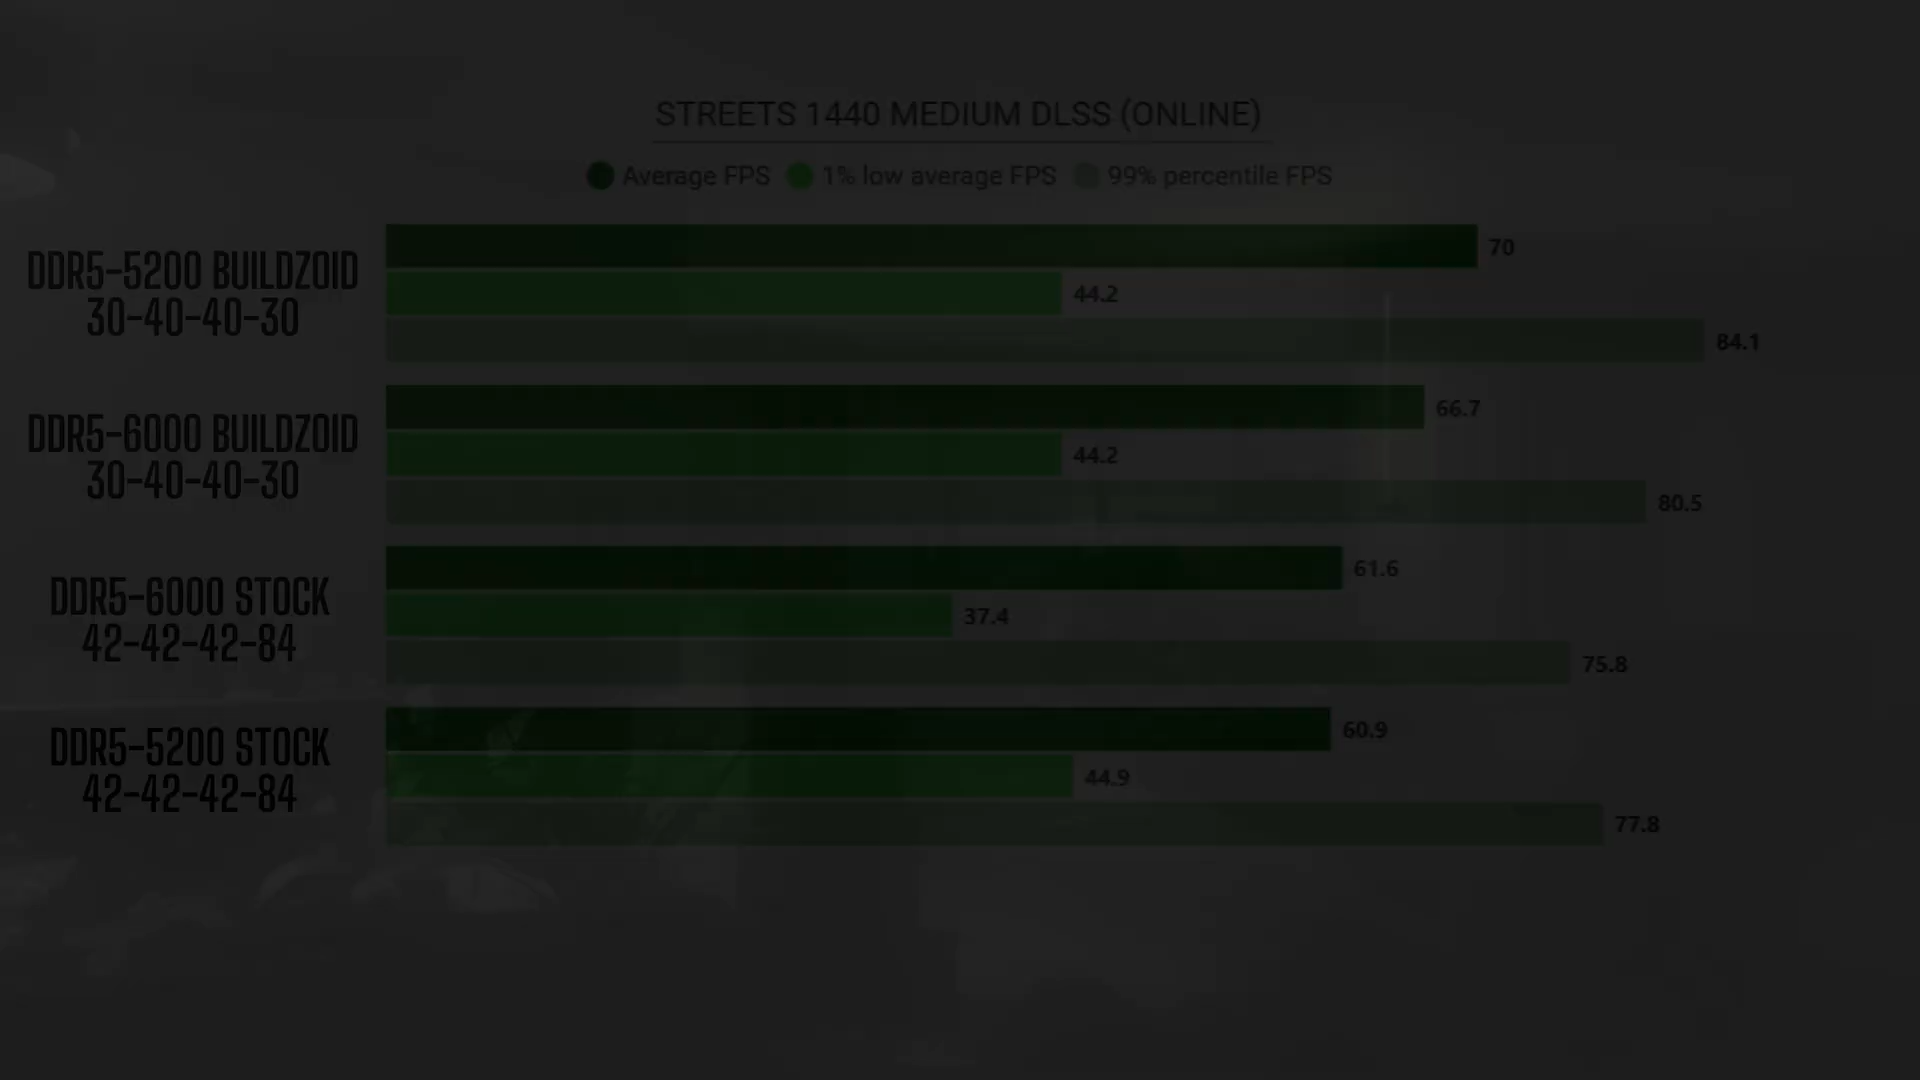 STREETS 1440 MEDIUM DLSS (ONLINE)
Average FPS 1% low average FPS 99% percentile FPS
DDR5-5200 BUILDZOID
30-40-40-30
70
44.2
84.1
DDR5-6000 BUILDZOID
30-40-40-30
66.7
44.2
80.5
DDR5-6000 STOCK
42-42-42-84
61.6
37.4
75.8
DDR5-5200 STOCK
42-42-42-84
60.9
44.9
77.8